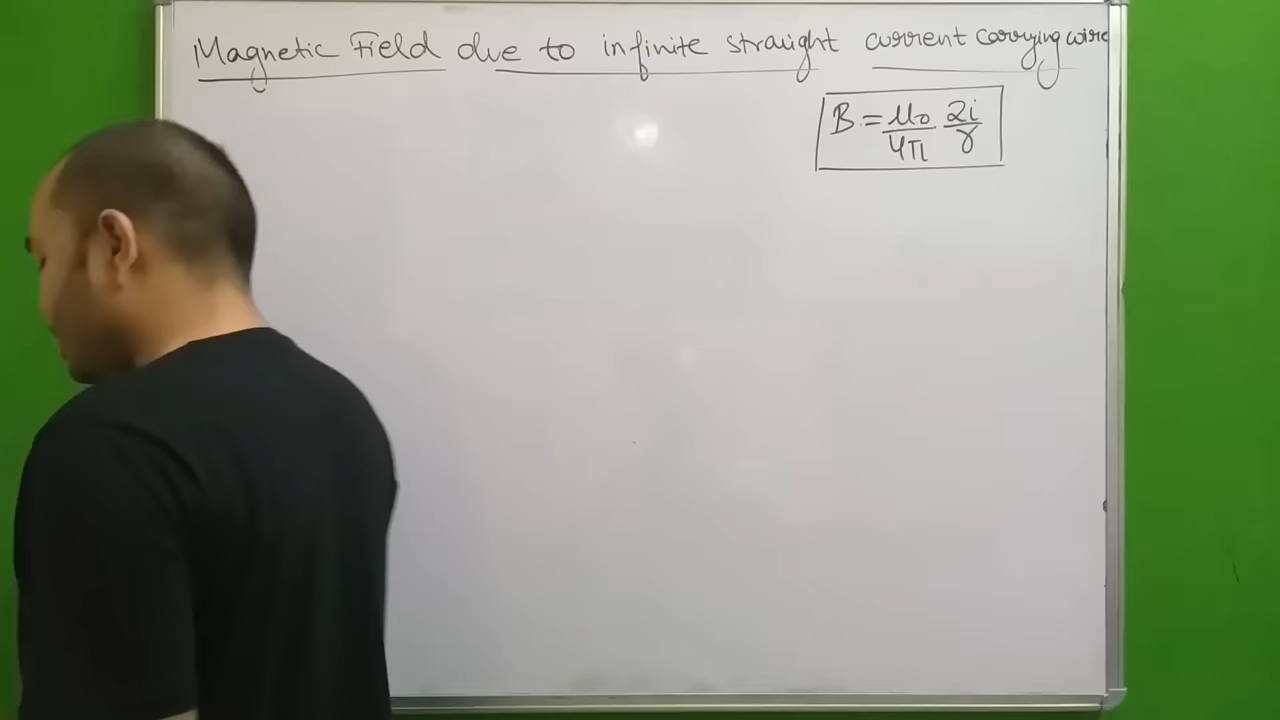 Magnetic Field due to infinite straight current carrying wire
B = μ₀/4π · 2i/r